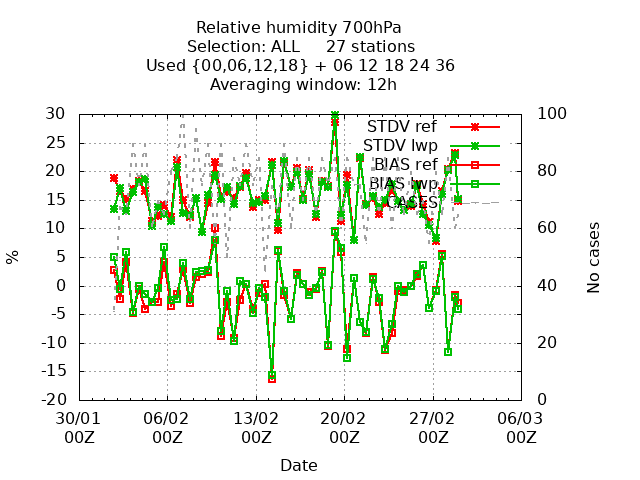 Relative humidity 700hPa
Selection: ALL 27 stations
Used {00,06,12,18} + 06 12 18 24 36
Averaging window: 12h
30 100
25
20 80
15
10 60
5
0 40
-5
-10 20
-15
-20 0
STDV ref
STDV lwp
BIAS ref
BIAS lwp
CASES
%
No cases
30/01 06/02 13/02 20/02 27/02 06/03
00Z 00Z 00Z 00Z 00Z 00Z
Date